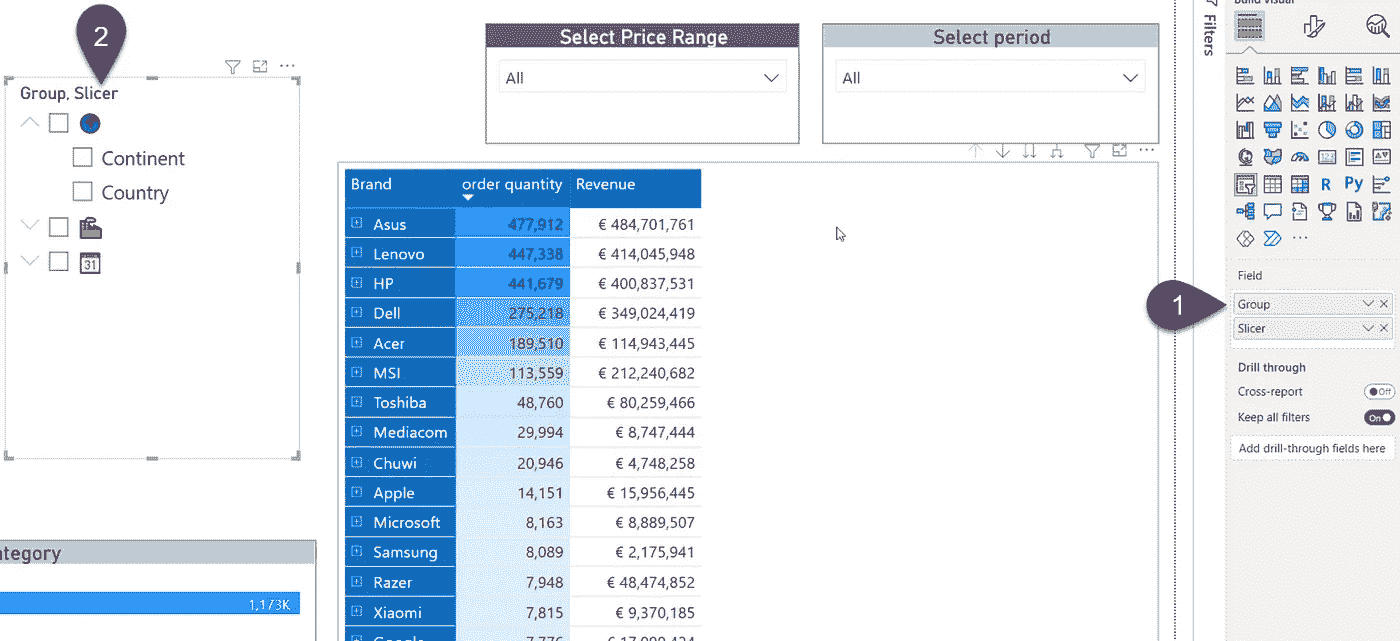 2
Group, Slicer
Continent
Country
31
Select Price Range
All
Select period
All
Brand order quantity Revenue
Asus 477,912 € 484,701,761
Lenovo 447,338 € 414,045,948
HP 441,679 € 400,837,531
Dell 275,218 € 349,024,419
Acer 189,510 € 114,943,445
MSI 113,559 € 212,240,682
Toshiba 48,760 € 80,259,466
Mediacom 29,994 € 8,747,444
Chuwi 20,946 € 4,748,258
Apple 14,151 € 15,956,445
Microsoft 8,163 € 8,889,507
Samsung 8,089 € 2,175,941
Razer 7,948 € 48,474,852
Xiaomi 7,815 € 9,370,185
ategory
1,173K
Filters
Build visual
123
R Py
Field
1
Group
Slicer
Drill through
Cross-report Off
Keep all filters On
Add drill-through fields here